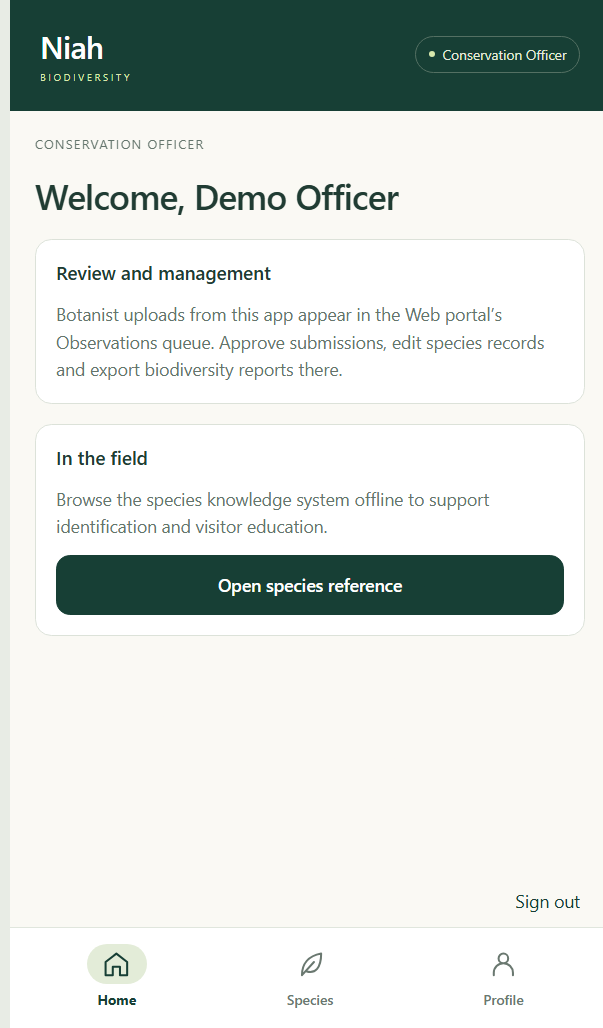 Niah
BIODIVERSITY
Conservation Officer
CONSERVATION OFFICER
Welcome, Demo Officer
Review and management
Botanist uploads from this app appear in the Web portal’s
Observations queue. Approve submissions, edit species records
and export biodiversity reports there.
In the field
Browse the species knowledge system offline to support
identification and visitor education.
Open species reference
Sign out
Home
Species
Profile